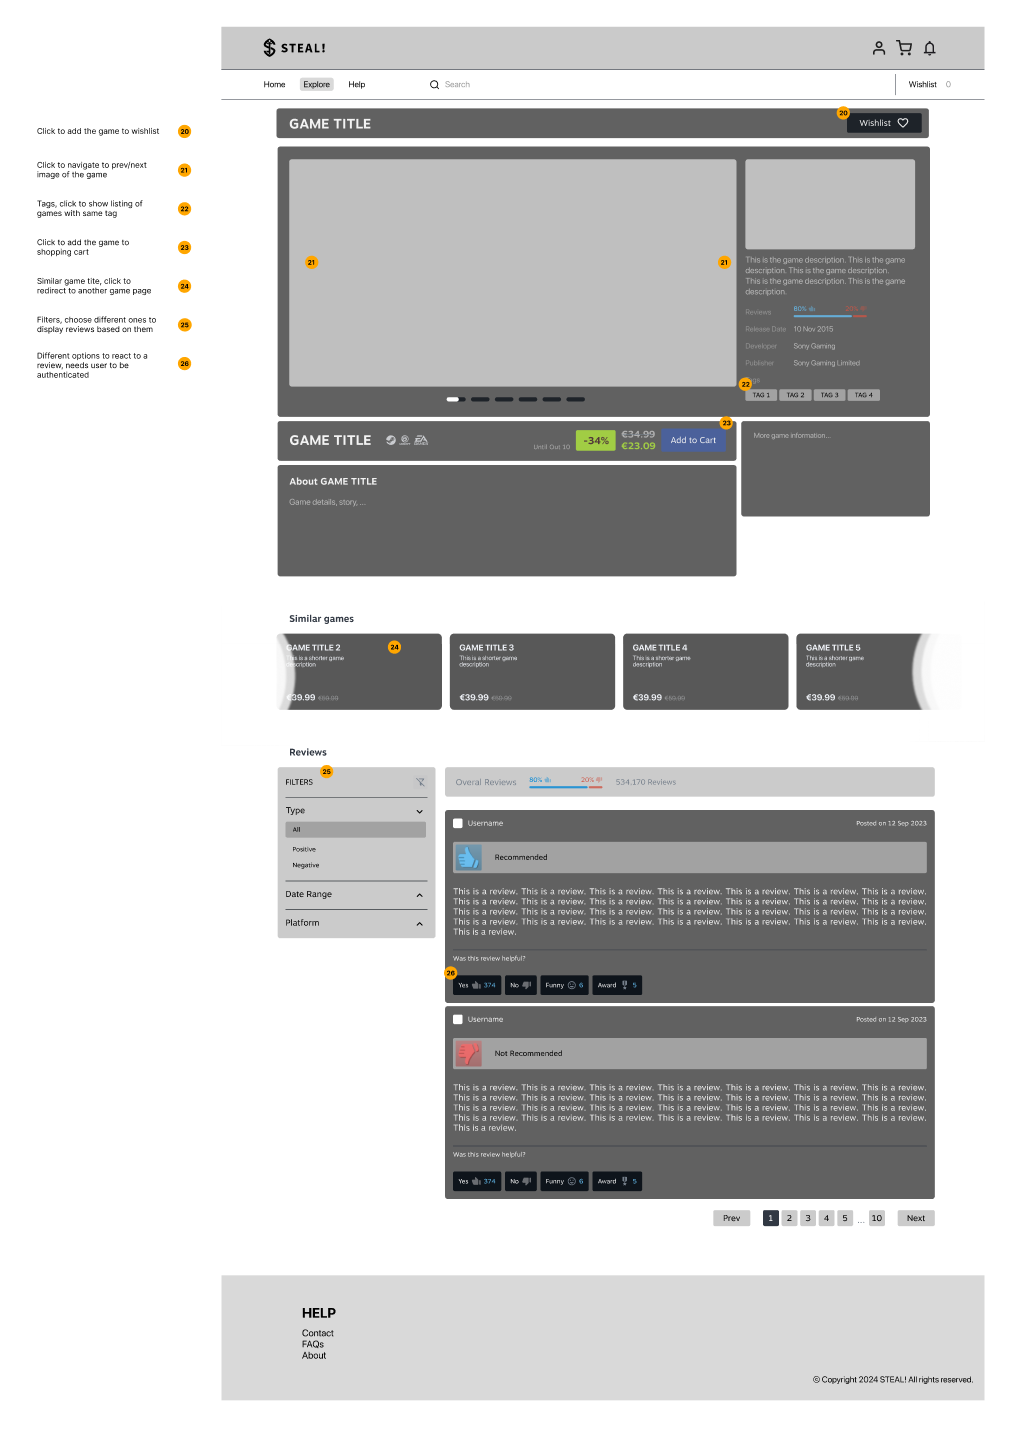 STEAL!
Home Explore Help Search Wishlist 0
Click to add the game to wishlist 20
Click to navigate to prev/next
image of the game 21
Tags, click to show listing of
games with same tag 22
Click to add the game to
shopping cart 23
Similar game tite, click to
redirect to another game page 24
Filters, choose different ones to
display reviews based on them 25
Different options to react to a
review, needs user to be
authenticated 26
GAME TITLE
20
Wishlist
21
21
This is the game description. This is the game
description. This is the game description.
This is the game description. This is the game
description.
Reviews 80% 20%
Release Date 10 Nov 2015
Developer Sony Gaming
Publisher Sony Gaming Limited
22
TAG 1 TAG 2 TAG 3 TAG 4
GAME TITLE
EA
Until Out 10
-34%
€34.99
€23.09
23
Add to Cart
More game information...
About GAME TITLE
Game details, story, ...
Similar games
GAME TITLE 2
This is a shorter game
description
€39.99 €59.99
24
GAME TITLE 3
This is a shorter game
description
€39.99 €59.99
GAME TITLE 4
This is a shorter game
description
€39.99 €59.99
GAME TITLE 5
This is a shorter game
description
€39.99 €59.99
Reviews
25
FILTERS
Type
All
Positive
Negative
Date Range
Platform
Overal Reviews 80% 20% 534.170 Reviews
Username Posted on 12 Sep 2023
Recommended
This is a review. This is a review. This is a review. This is a review. This is a review. This is a review. This is a review.
This is a review. This is a review. This is a review. This is a review. This is a review. This is a review. This is a review.
This is a review. This is a review. This is a review. This is a review. This is a review. This is a review. This is a review.
This is a review. This is a review. This is a review. This is a review. This is a review. This is a review. This is a review.
This is a review.
Was this review helpful?
26
Yes 374 No Funny 6 Award 5
Username Posted on 12 Sep 2023
Not Recommended
This is a review. This is a review. This is a review. This is a review. This is a review. This is a review. This is a review.
This is a review. This is a review. This is a review. This is a review. This is a review. This is a review. This is a review.
This is a review. This is a review. This is a review. This is a review. This is a review. This is a review. This is a review.
This is a review. This is a review. This is a review. This is a review. This is a review. This is a review. This is a review.
This is a review.
Was this review helpful?
Yes 374 No Funny 6 Award 5
Prev 1 2 3 4 5 ... 10 Next
HELP
Contact
FAQs
About
© Copyright 2024 STEAL! All rights reserved.